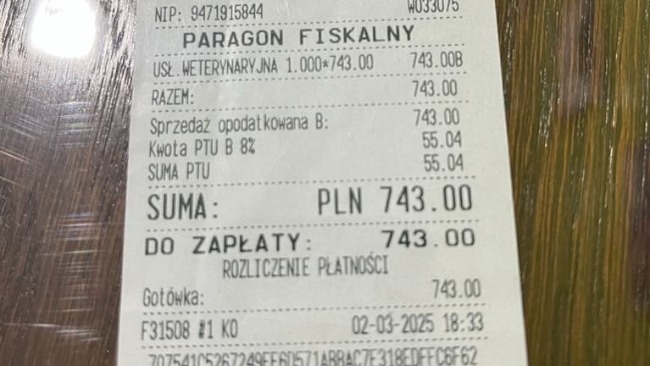 NIP: 9471915844 W033075
PARAGON FISKALNY
USŁ.WETERYNARYJNA 1.000*743.00 743.00B
RAZEM: 743.00
Sprzedaż opodatkowana B: 743.00
Kwota PTU B 8% 55.04
SUMA PTU 55.04
SUMA: PLN 743.00
DO ZAPŁATY: 743.00
ROZLICZENIE PŁATNOŚCI
Gotówka: 743.00
F31508 #1 KO 02-03-2025 18:33